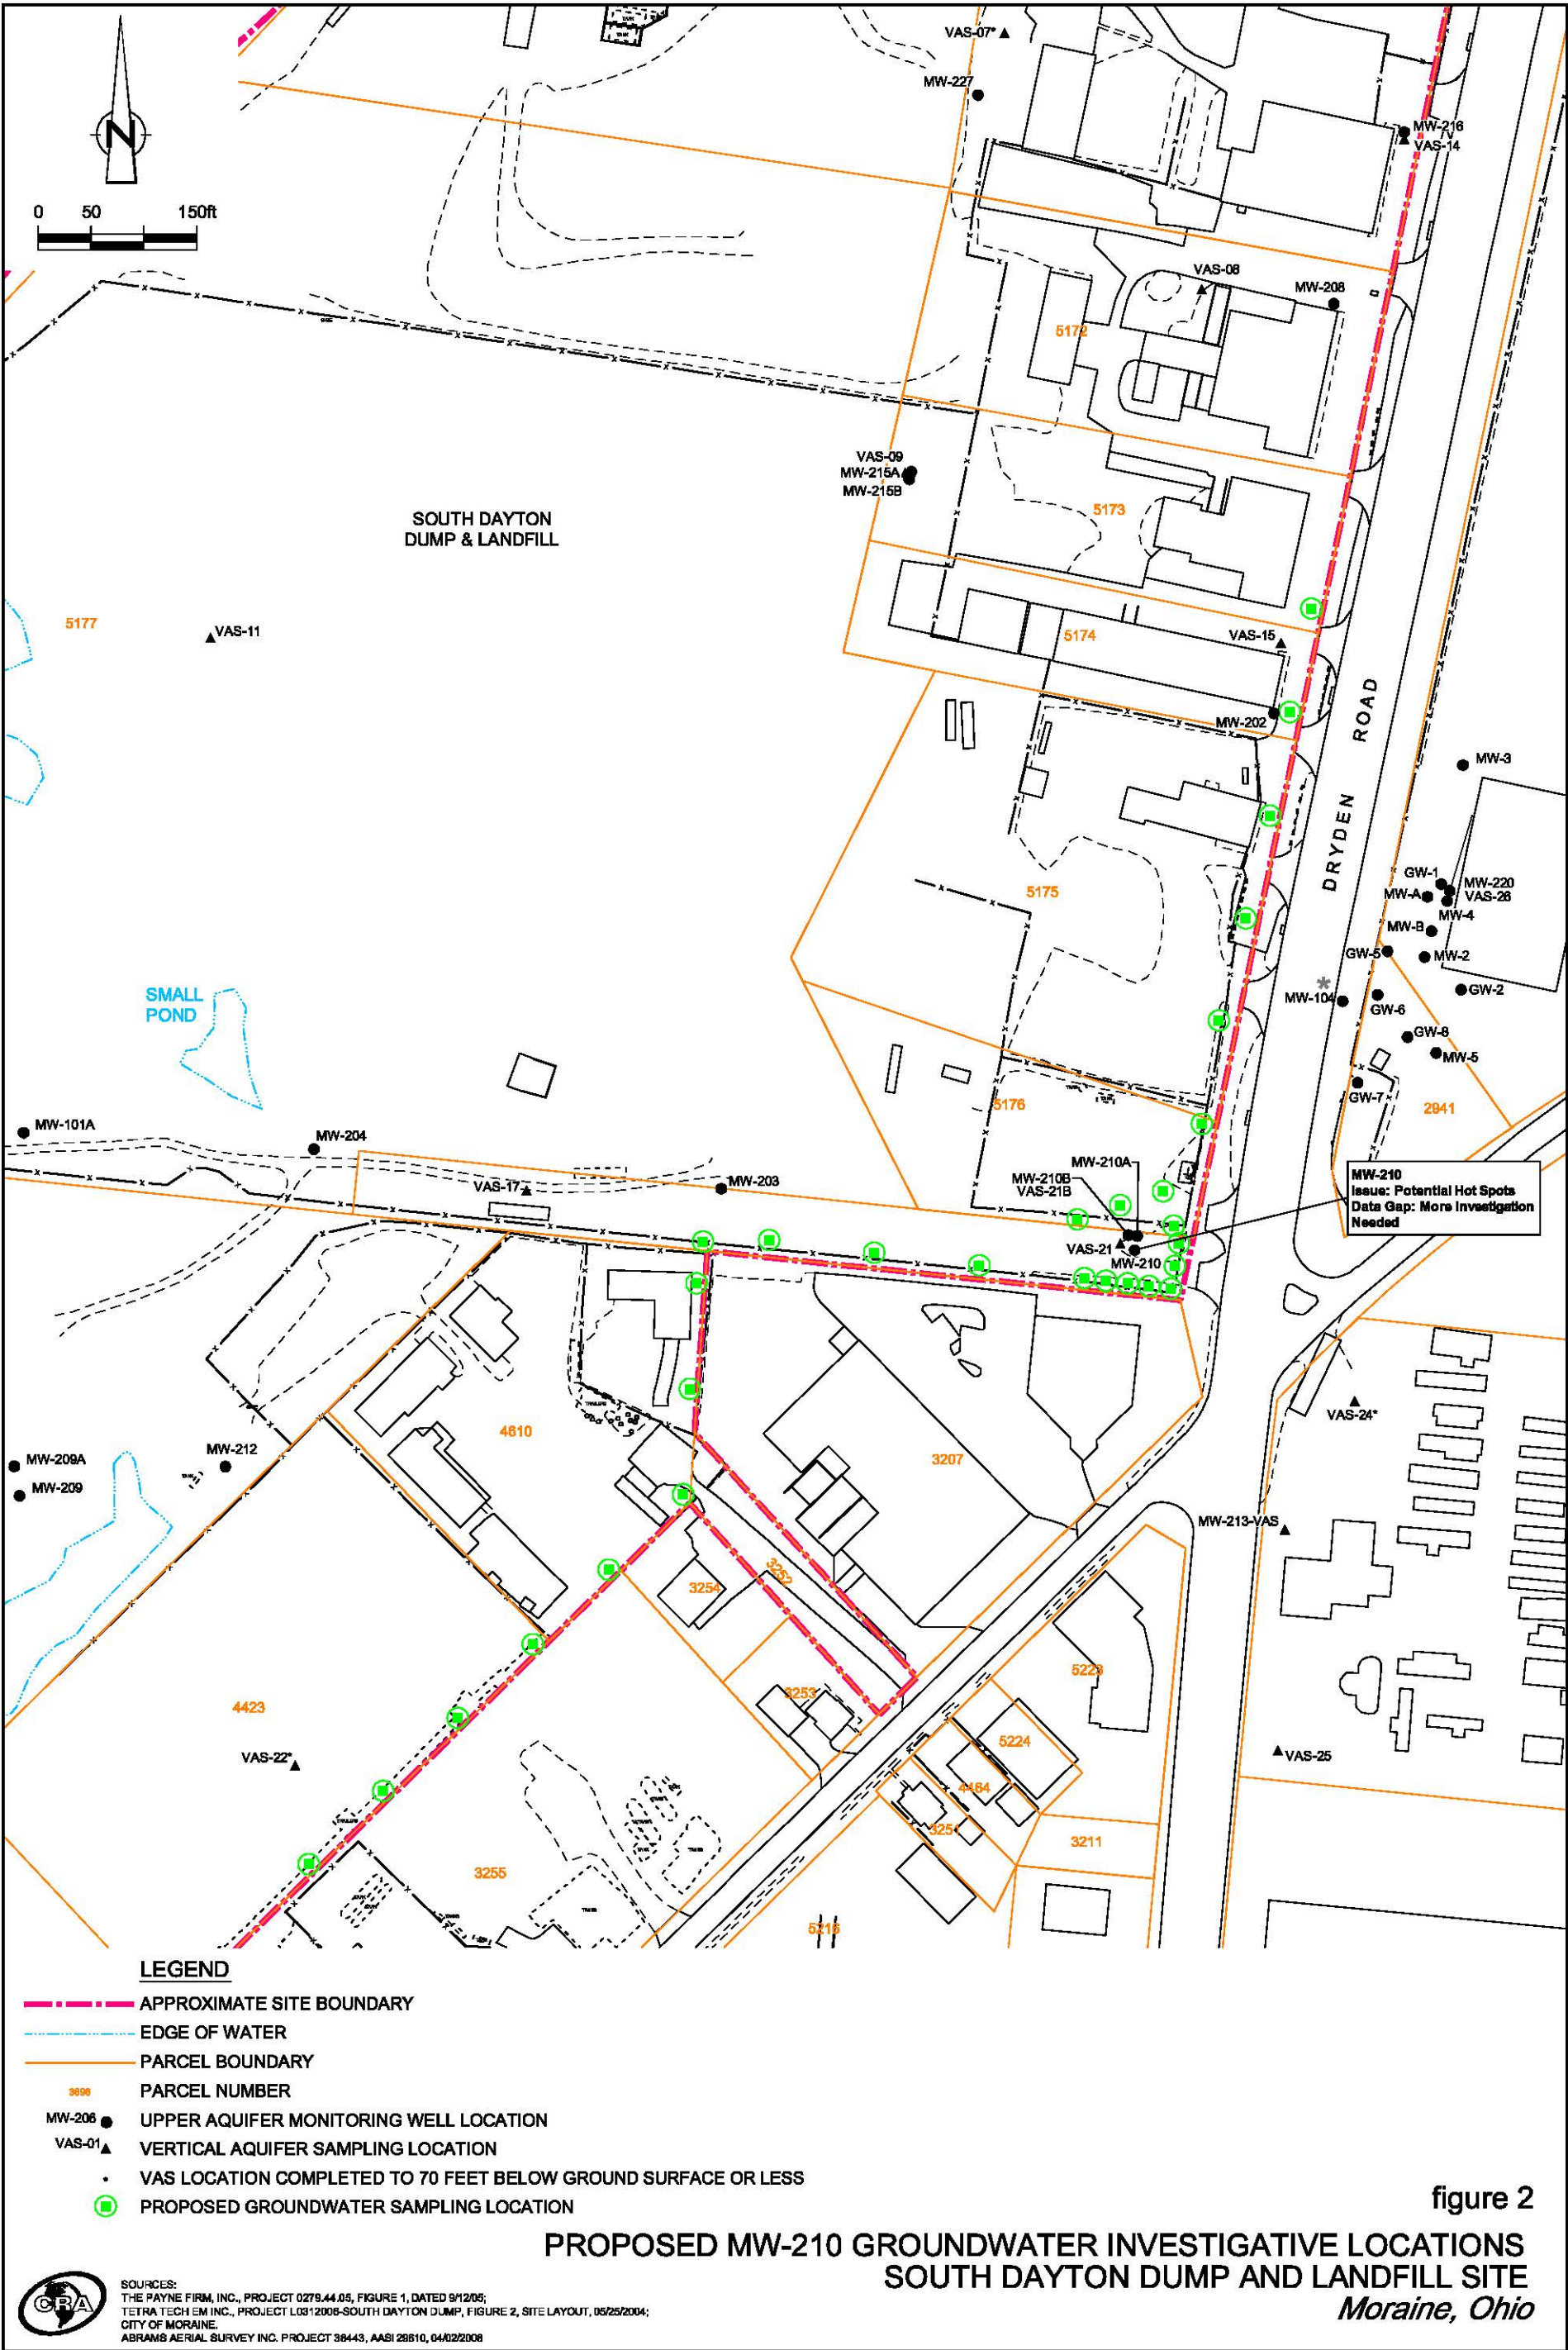 N
0 50 150ft
VAS-07*
MW-227
MW-216
VAS-14
VAS-08
MW-208
5172
VAS-09
MW-215A
MW-215B
5173
SOUTH DAYTON
DUMP & LANDFILL
5177
VAS-11
5174
VAS-15
MW-202
DRYDEN ROAD
MW-3
5175
GW-1
MW-220
MW-A
VAS-26
MW-4
MW-B
GW-5
MW-2
SMALL
POND
MW-104
GW-2
GW-6
GW-8
MW-5
GW-7
2941
5176
MW-101A
MW-204
MW-203
VAS-17
MW-210A
MW-210B
VAS-21B
VAS-21
MW-210
MW-210
Issue: Potential Hot Spots
Data Gap: More Investigation
Needed
TRAILERS
4610
3207
VAS-24*
MW-209A
MW-209
MW-212
TANK
MW-213-VAS
3254
3252
3253
5223
4423
VAS-22*
5224
4464
3251
3211
VAS-25
3255
5216
LEGEND
APPROXIMATE SITE BOUNDARY
EDGE OF WATER
PARCEL BOUNDARY
3698 PARCEL NUMBER
MW-206 UPPER AQUIFER MONITORING WELL LOCATION
VAS-01 VERTICAL AQUIFER SAMPLING LOCATION
* VAS LOCATION COMPLETED TO 70 FEET BELOW GROUND SURFACE OR LESS
PROPOSED GROUNDWATER SAMPLING LOCATION
figure 2
PROPOSED MW-210 GROUNDWATER INVESTIGATIVE LOCATIONS
SOUTH DAYTON DUMP AND LANDFILL SITE
Moraine, Ohio
CRA
SOURCES:
THE PAYNE FIRM, INC., PROJECT 0279.44.05, FIGURE 1, DATED 9/12/05;
TETRA TECH EM INC., PROJECT L0312006-SOUTH DAYTON DUMP, FIGURE 2, SITE LAYOUT, 05/25/2004;
CITY OF MORAINE.
ABRAMS AERIAL SURVEY INC. PROJECT 38443, AASI 29610, 04/02/2008